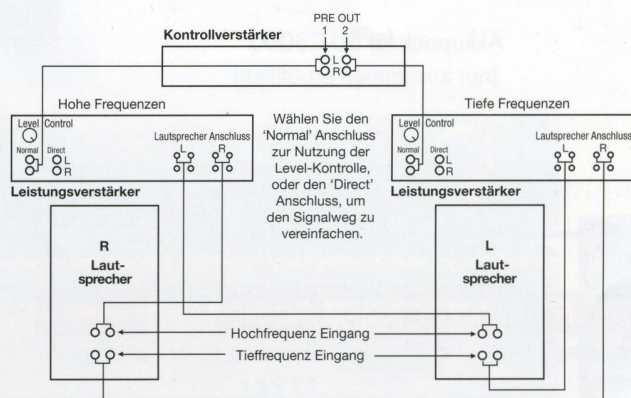 PRE OUT
1 2
Kontrollverstärker
L
R
Hohe Frequenzen
Level Control
Normal Direct
L
R
Lautsprecher Anschluss
L R
Leistungsverstärker
Wählen Sie den
'Normal' Anschluss
zur Nutzung der
Level-Kontrolle,
oder den 'Direct'
Anschluss, um
den Signalweg zu
vereinfachen.
Tiefe Frequenzen
Level Control
Normal Direct
L
R
Lautsprecher Anschluss
L R
Leistungsverstärker
R
Laut-
sprecher
L
Laut-
sprecher
Hochfrequenz Eingang
Tieffrequenz Eingang